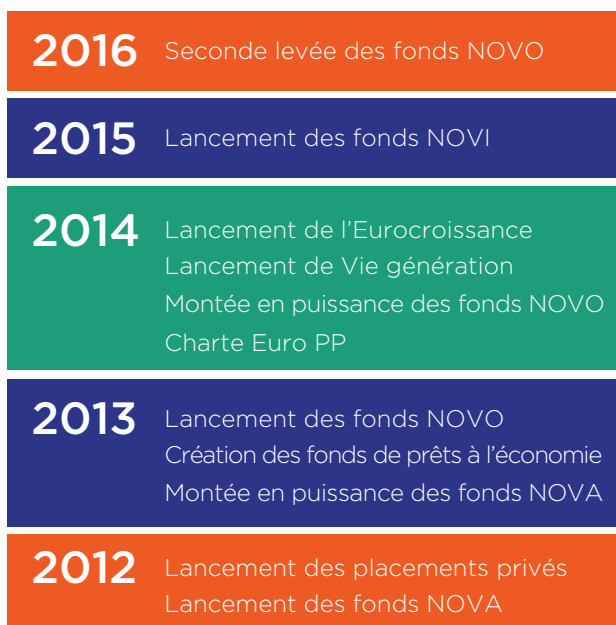 2016 Seconde levée des fonds NOVO
2015 Lancement des fonds NOVI
2014 Lancement de l’Eurocroissance
Lancement de Vie génération
Montée en puissance des fonds NOVO
Charte Euro PP
2013 Lancement des fonds NOVO
Création des fonds de prêts à l’économie
Montée en puissance des fonds NOVA
2012 Lancement des placements privés
Lancement des fonds NOVA